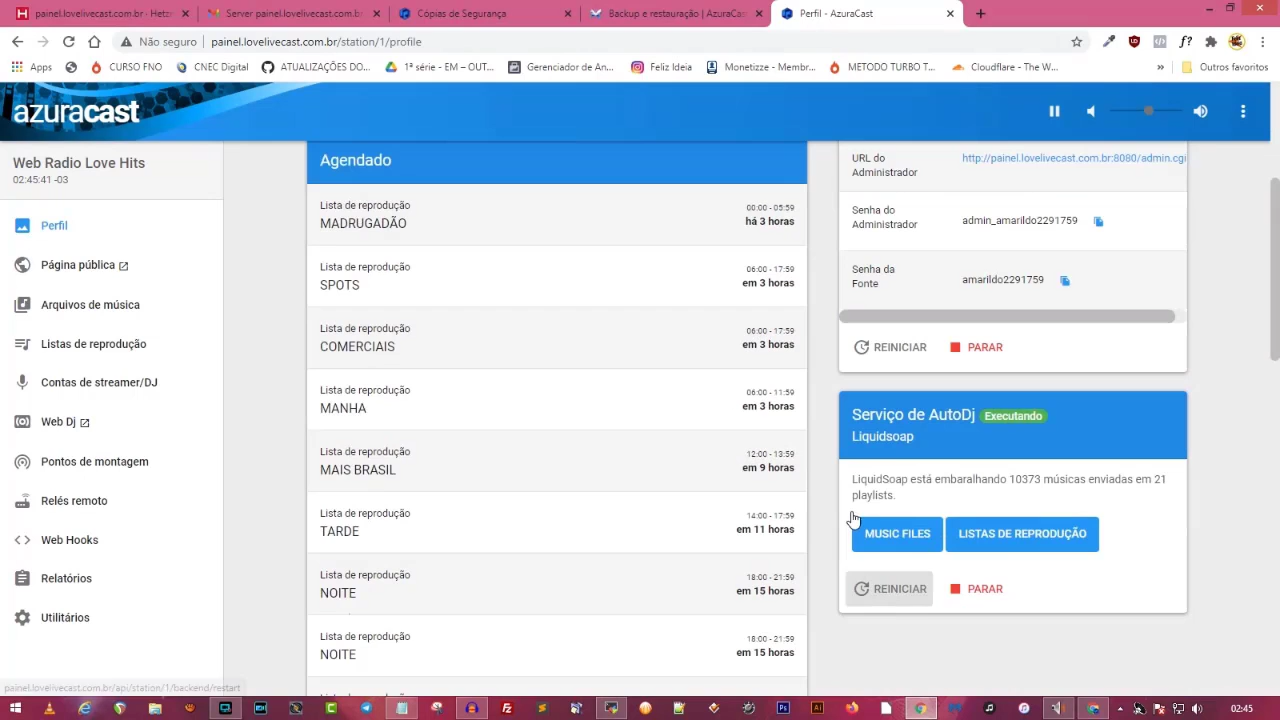 painel.lovelivecast.com.br - Hetz
Server painel.lovelivecast.com.b
Cópias de Segurança
Backup e restauração | AzuraCas
Perfil - AzuraCast
Não seguro
painel.lovelivecast.com.br/station/1/profile
Apps
CURSO FNO
CNEC Digital
ATUALIZAÇÕES DO...
1ª série - EM – OUT...
Gerenciador de An...
Feliz Ideia
Monetizze - Membr...
METODO TURBO T...
Cloudflare - The W...
»
Outros favoritos
azuracast
Web Radio Love Hits
02:45:41 -03
Perfil
Página pública
Arquivos de música
Listas de reprodução
Contas de streamer/DJ
Web Dj
Pontos de montagem
Relés remoto
Web Hooks
Relatórios
Utilitários
Agendado
Lista de reprodução
MADRUGADÃO
00:00 - 05:59
há 3 horas
Lista de reprodução
SPOTS
06:00 - 17:59
em 3 horas
Lista de reprodução
COMERCIAIS
06:00 - 17:59
em 3 horas
Lista de reprodução
MANHA
06:00 - 11:59
em 3 horas
Lista de reprodução
MAIS BRASIL
12:00 - 13:59
em 9 horas
Lista de reprodução
TARDE
14:00 - 17:59
em 11 horas
Lista de reprodução
NOITE
18:00 - 21:59
em 15 horas
Lista de reprodução
NOITE
18:00 - 21:59
em 15 horas
URL do
Administrador
http://painel.lovelivecast.com.br:8080/admin.cgi
Senha do
Administrador
admin_amarildo2291759
Senha da
Fonte
amarildo2291759
REINICIAR
PARAR
Serviço de AutoDj Executando
Liquidsoap
LiquidSoap está embaralhando 10373 músicas enviadas em 21
playlists.
MUSIC FILES
LISTAS DE REPRODUÇÃO
REINICIAR
PARAR
painel.lovelivecast.com.br/api/station/1/backend/restart
02:45